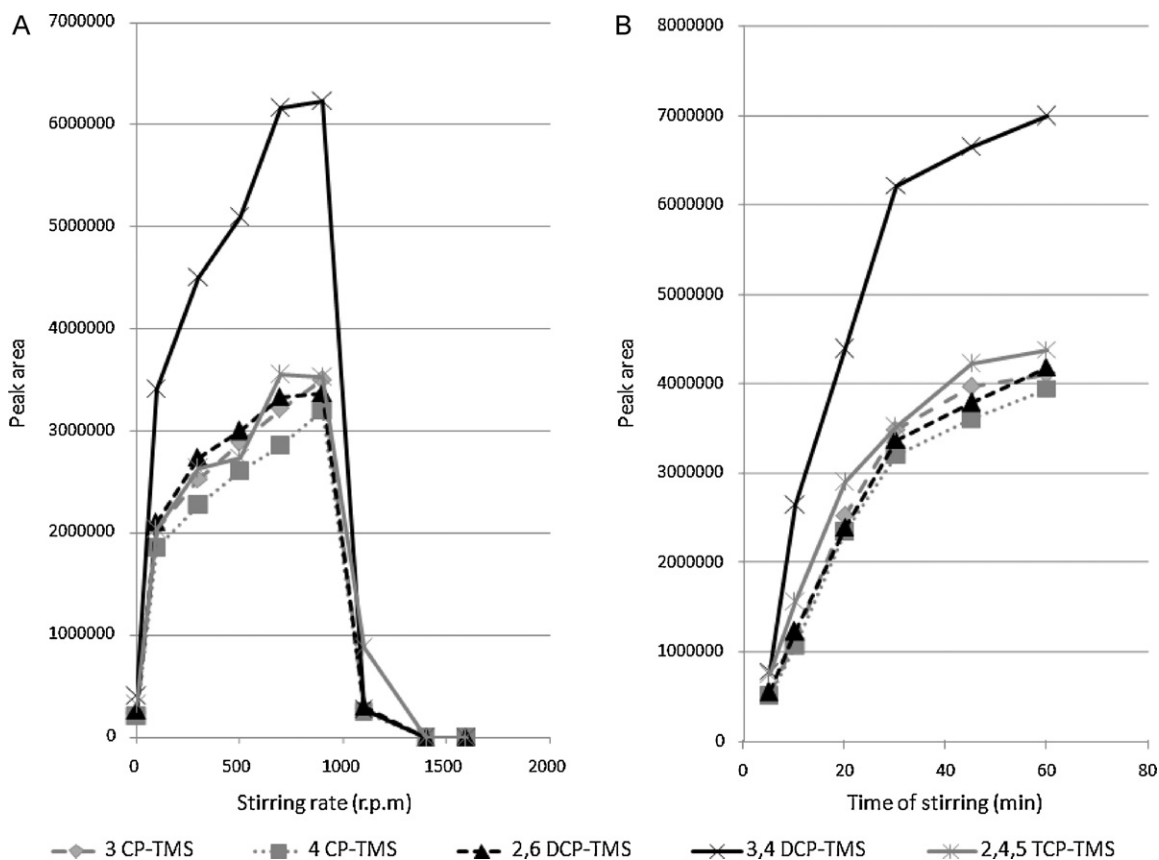 A
7000000
6000000
5000000
4000000
3000000
2000000
1000000
0
Peak area
0 500 1000 1500 2000
Stirring rate (r.p.m)
B
8000000
7000000
6000000
5000000
4000000
3000000
2000000
1000000
0
Peak area
0 20 40 60 80
Time of stirring (min)
3 CP-TMS 4 CP-TMS 2,6 DCP-TMS 3,4 DCP-TMS 2,4,5 TCP-TMS